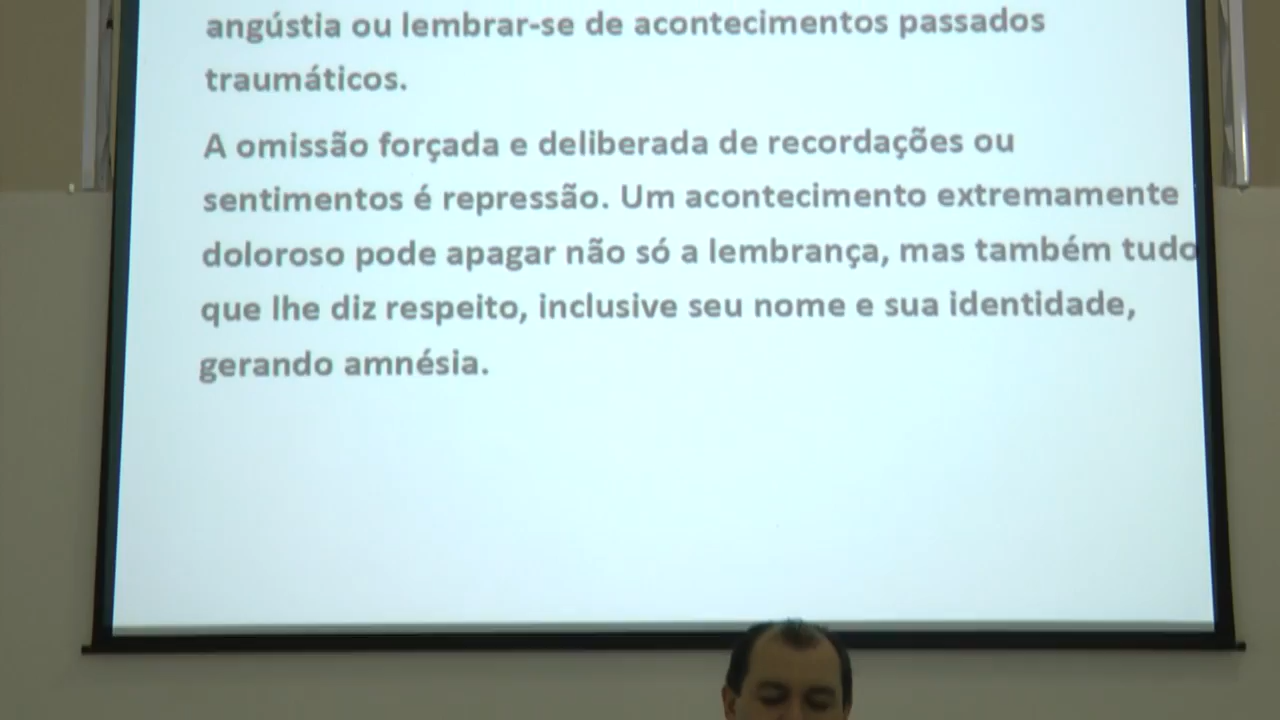 angústia ou lembrar-se de acontecimentos passados
traumáticos.
A omissão forçada e deliberada de recordações ou
sentimentos é repressão. Um acontecimento extremamente
doloroso pode apagar não só a lembrança, mas também tudo
que lhe diz respeito, inclusive seu nome e sua identidade,
gerando amnésia.